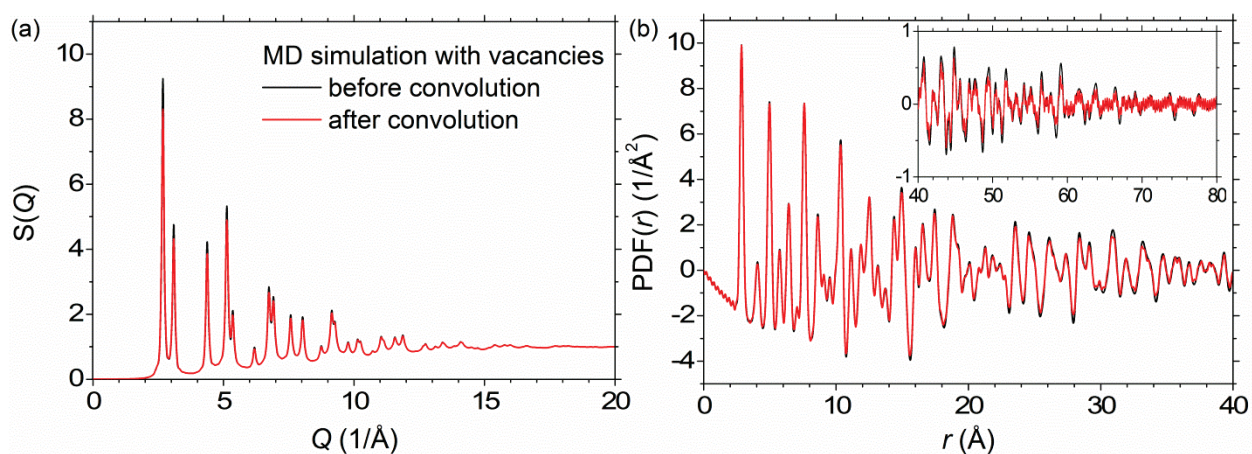 (a)
S(Q)
10
8
6
4
2
0
MD simulation with vacancies
before convolution
after convolution
0 5 10 15 20
Q (1/Å)
(b)
PDF(r) (1/Å²)
10
8
6
4
2
0
-2
-4
1
0
-1
40 50 60 70 80
0 10 20 30 40
r (Å)